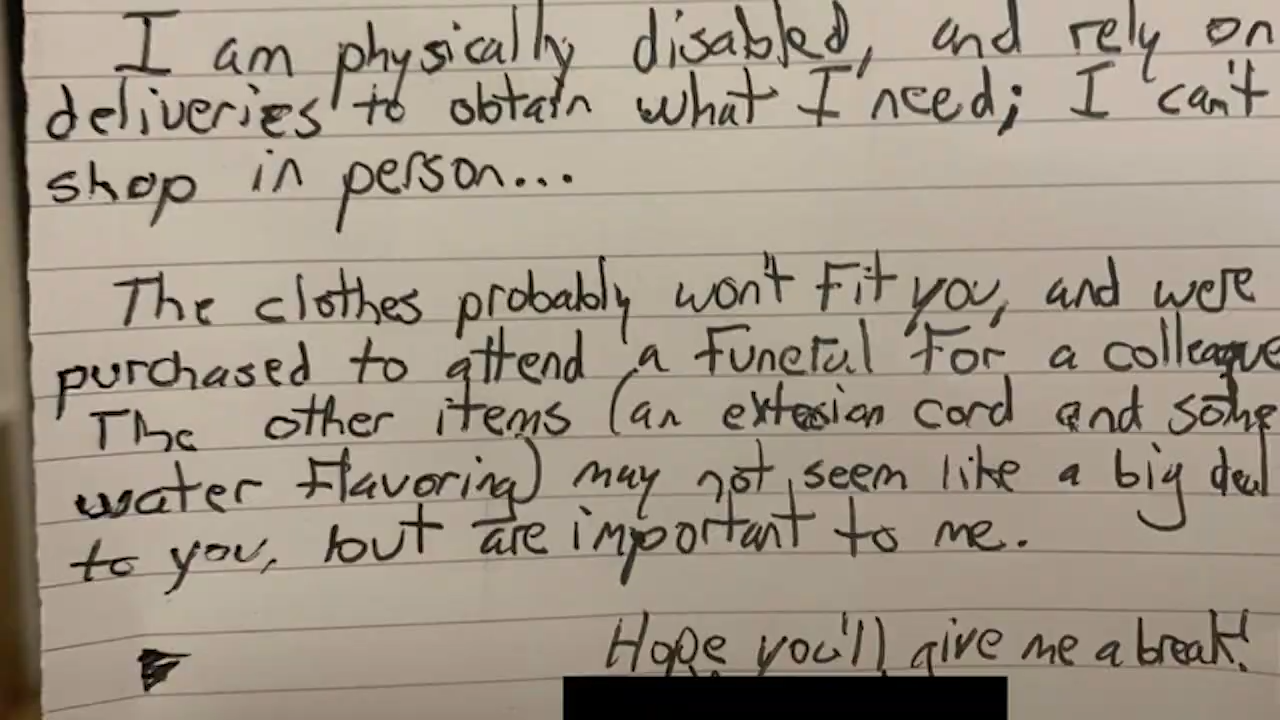 I am physically disabled, and rely on
deliveries to obtain what I need; I can't
shop in person...
The clothes probably won't fit you, and were
purchased to attend a funeral for a colleague
The other items (an extesion cord and some
water flavoring) may not seem like a big deal
to you, but are important to me.
Hope you'll give me a break!